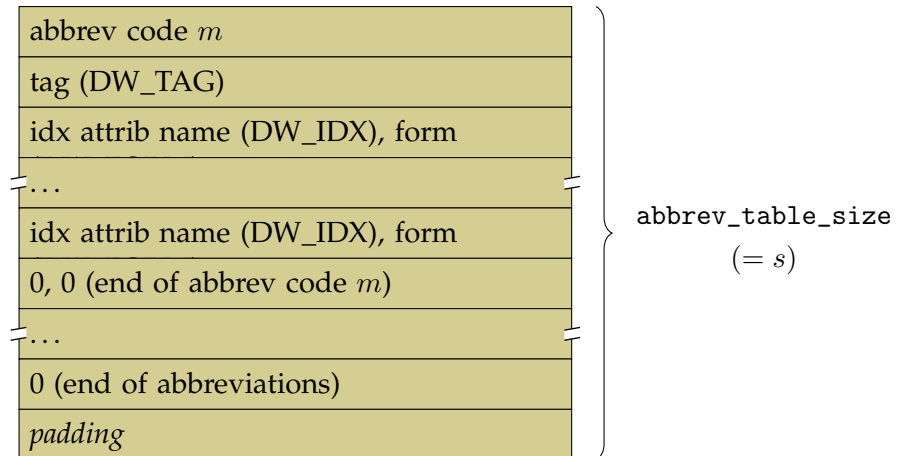 abbrev code m
tag (DW_TAG)
idx attrib name (DW_IDX), form
...
idx attrib name (DW_IDX), form
0, 0 (end of abbrev code m)
...
0 (end of abbreviations)
padding
abbrev_table_size
(= s)